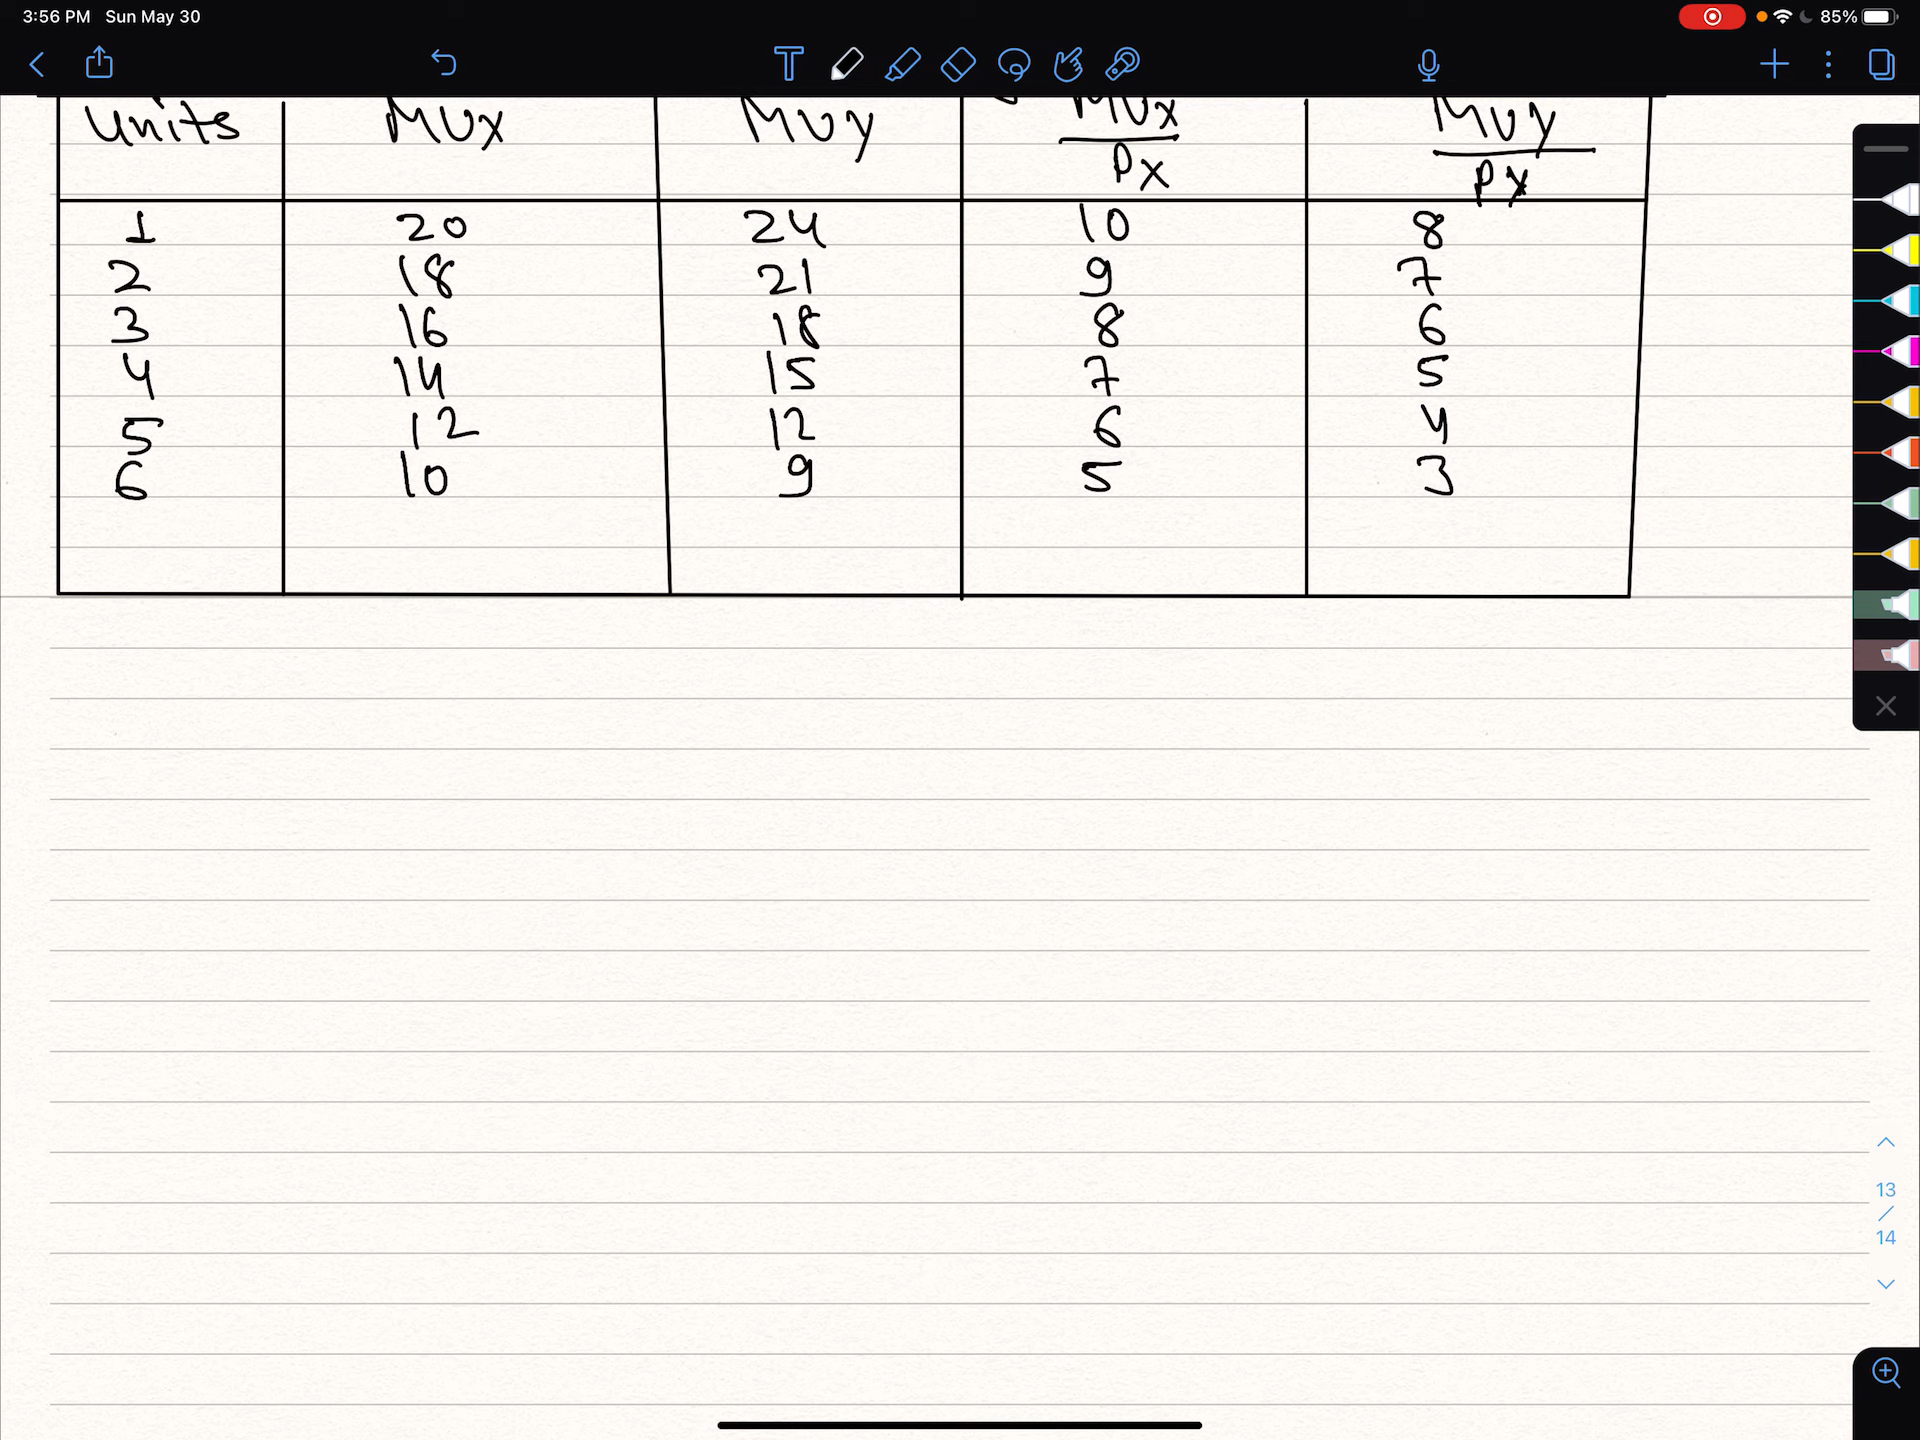 3:56 PM Sun May 30
85%
T
Units MUx MUy MUx MUy
Px Px
1 20 24 10 8
2 18 21 9 7
3 16 18 8 6
4 14 15 7 5
5 12 12 6 4
6 10 9 5 3
13
/
14